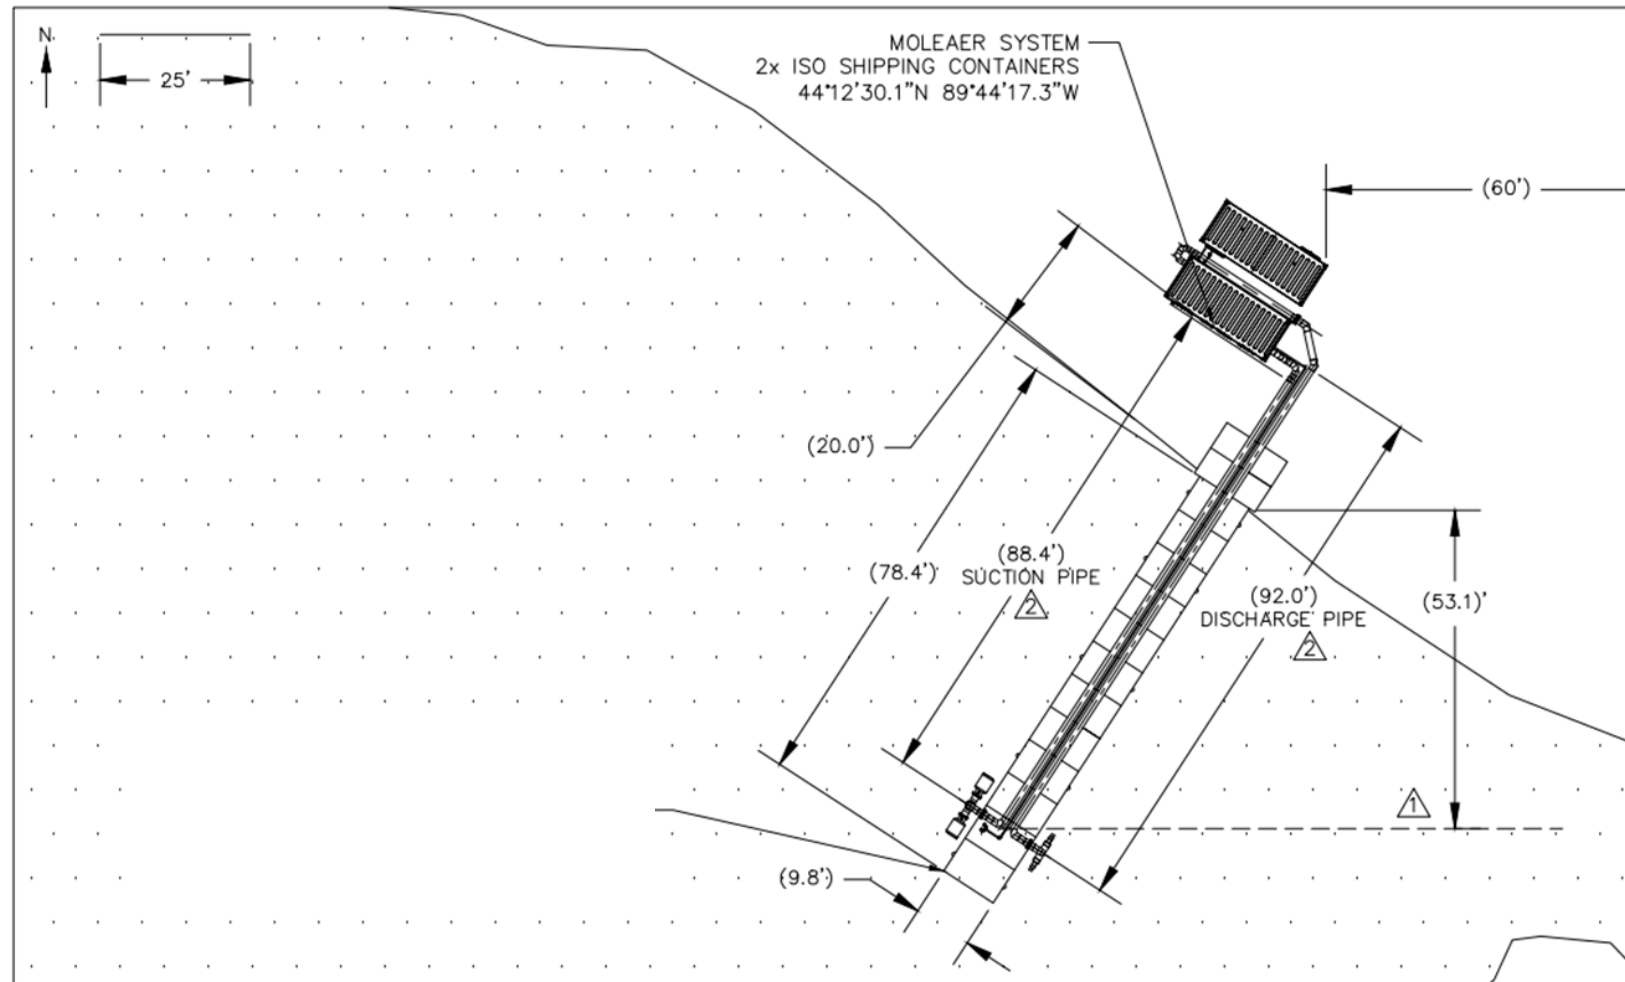 N
25'
MOLEAER SYSTEM
2x ISO SHIPPING CONTAINERS
44°12'30.1"N 89°44'17.3"W
(60')
(20.0')
(78.4')
(88.4')
SUCTION PIPE
2
(92.0')
DISCHARGE PIPE
2
(53.1)'
1
(9.8')